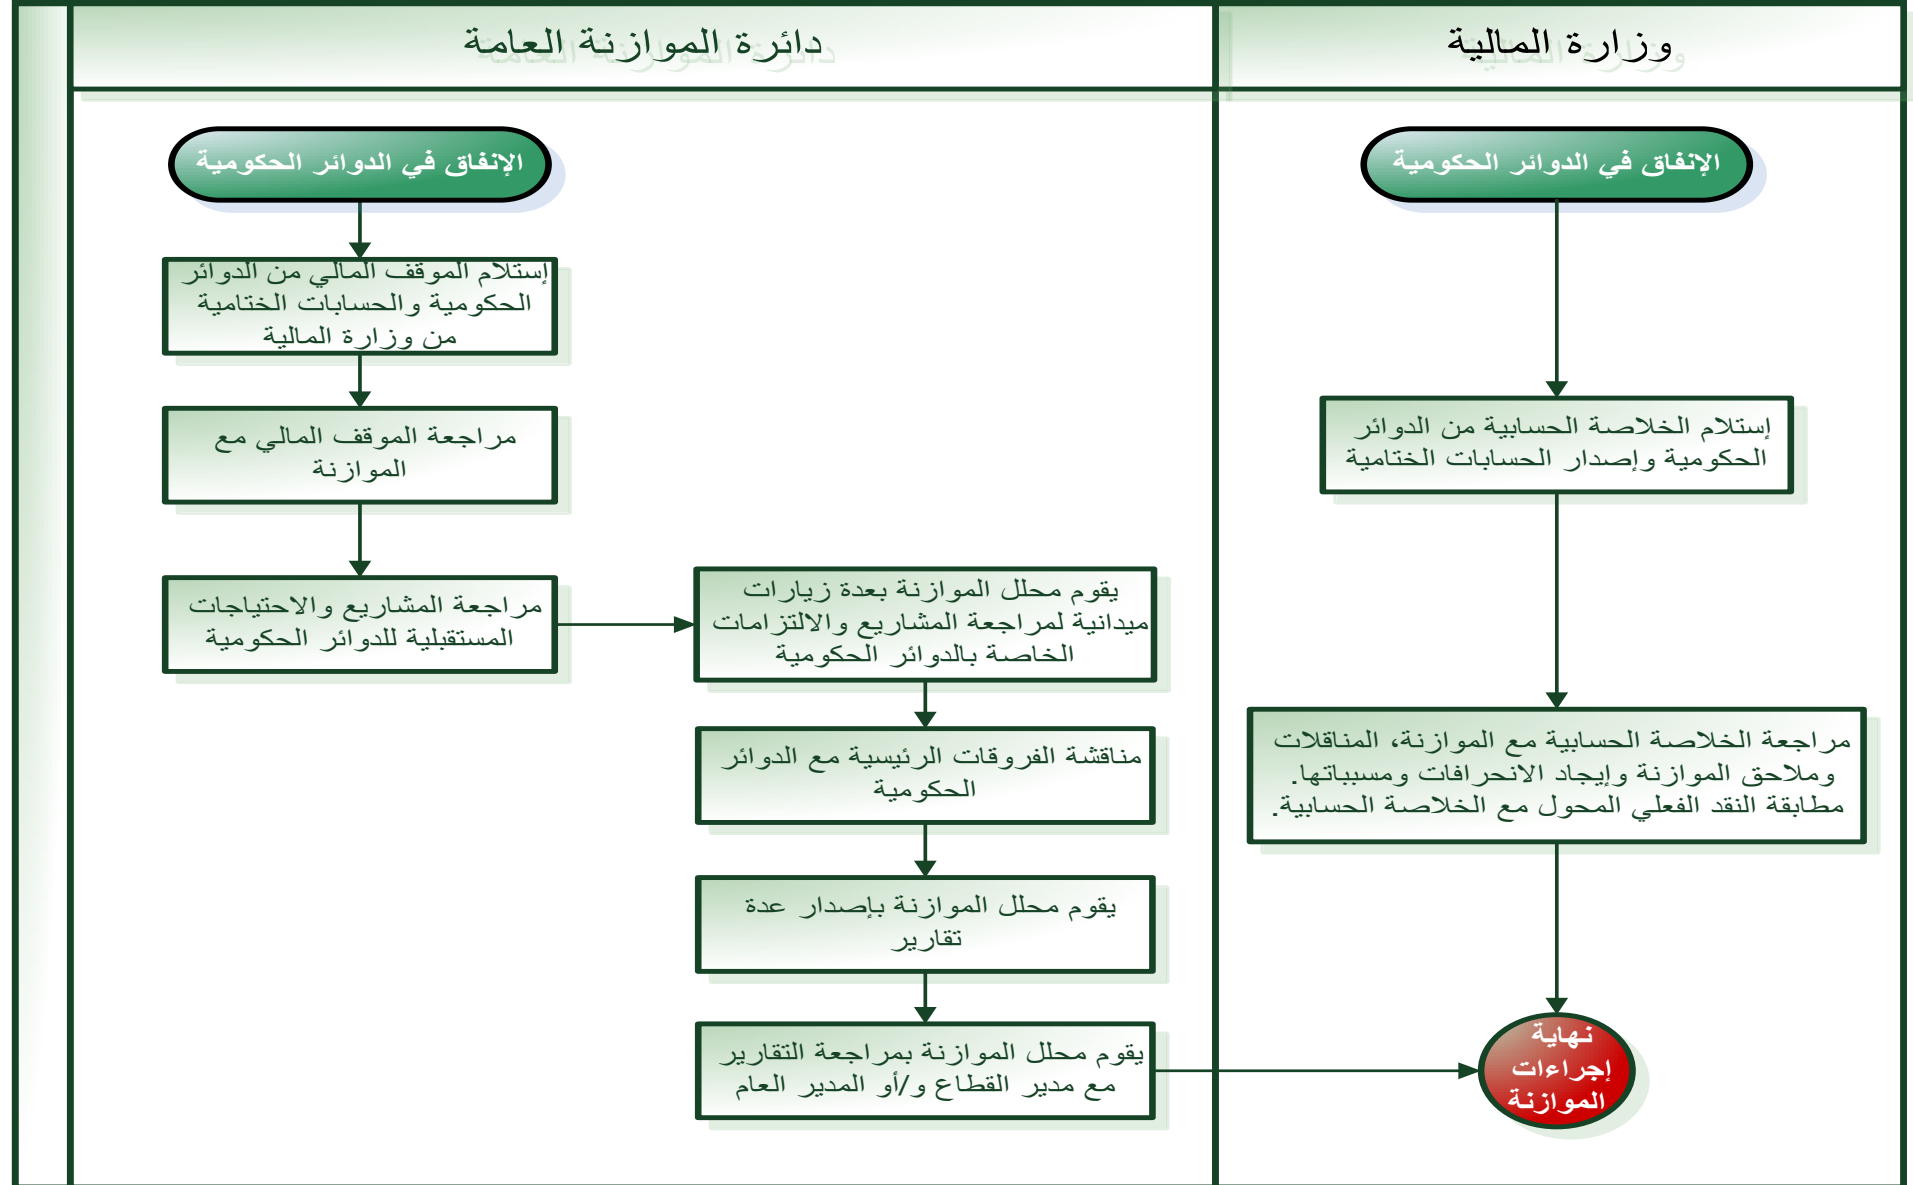 وزارة المالية
دائرة الموازنة العامة
الإنفاق في الدوائر الحكومية
إستلام الخلاصة الحسابية من الدوائر
الحكومية وإصدار الحسابات الختامية
مراجعة الخلاصة الحسابية مع الموازنة، المناقلات
وملاحق الموازنة وإيجاد الانحرافات ومسبباتها.
مطابقة النقد الفعلي المحول مع الخلاصة الحسابية.
الإنفاق في الدوائر الحكومية
إستلام الموقف المالي من الدوائر
الحكومية والحسابات الختامية
من وزارة المالية
مراجعة الموقف المالي مع
الموازنة
مراجعة المشاريع والاحتياجات
المستقبلية للدوائر الحكومية
يقوم محلل الموازنة بعدة زيارات
ميدانية لمراجعة المشاريع والالتزامات
الخاصة بالدوائر الحكومية
مناقشة الفروقات الرئيسية مع الدوائر
الحكومية
يقوم محلل الموازنة بإصدار عدة
تقارير
يقوم محلل الموازنة بمراجعة التقارير
مع مدير القطاع و/أو المدير العام
نهاية
إجراءات
الموازنة